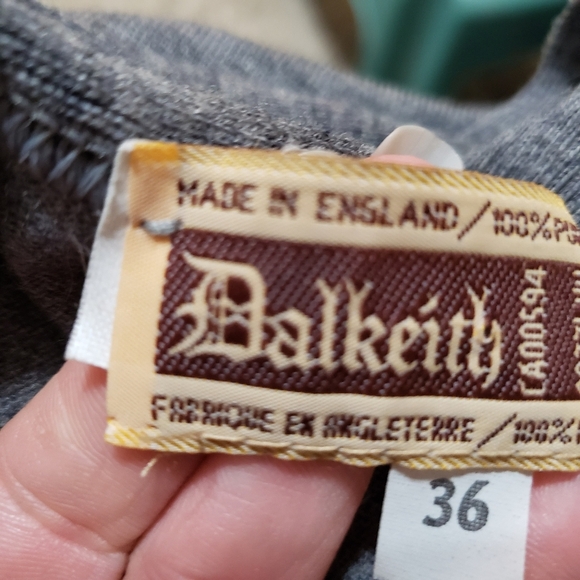 MADE IN ENGLAND / 100%
Dalkeith
CA00594
FABRIQUE EN ANGLETERRE / 100%
36